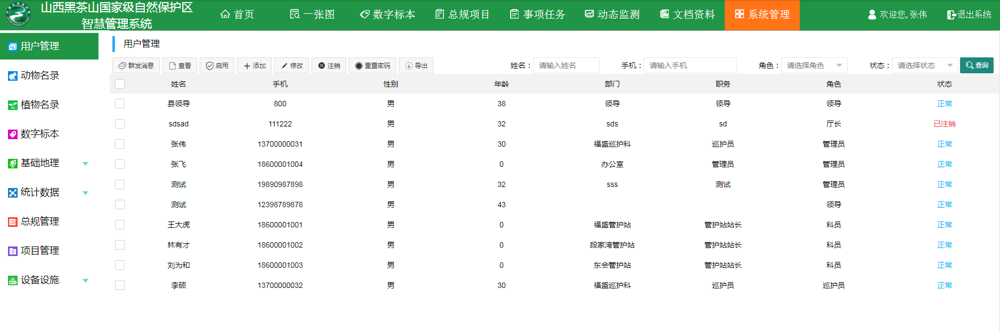 山西黑茶山国家级自然保护区
智慧管理系统
首页 一张图 数字标本 总规项目 事项任务 动态监测 文档资料 系统管理 欢迎您, 张伟 退出系统
用户管理
动物名录
植物名录
数字标本
基础地理
统计数据
总规管理
项目管理
设备设施
用户管理
群发消息 查看 启用 添加 修改 注销 重置密码 导出 姓名： 请输入姓名 手机： 请输入手机 角色： 请选择角色 状态： 请选择状态 查询
姓名 手机 性别 年龄 部门 职务 角色 状态
县领导 800 男 38 领导 领导 领导 正常
sdsad 111222 男 32 sds sd 厅长 已注销
张伟 13700000031 男 30 福盛巡护科 巡护员 管理员 正常
张飞 18600001004 男 0 办公室 管理员 管理员 正常
测试 19890987898 男 32 sss 测试 管理员 正常
测试 12398789878 男 43 领导 正常
王大虎 18600001001 男 0 福盛管护站 管护站站长 科员 正常
林有才 18600001002 男 0 段家湾管护站 管护站站长 科员 正常
刘为和 18600001003 男 0 东会管护站 管护站站长 科员 正常
李硕 13700000032 男 30 福盛巡护科 巡护员 巡护员 正常